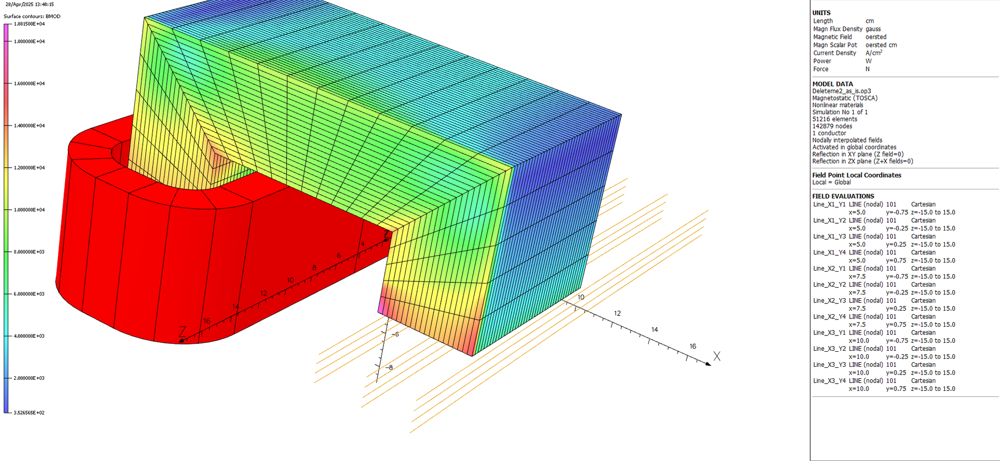 28/Apr/2025 13:48:15
Surface contours: BMOD
1.881500E+04
1.800000E+04
1.600000E+04
1.400000E+04
1.200000E+04
1.000000E+04
8.000000E+03
6.000000E+03
4.000000E+03
2.000000E+03
3.526565E+02
Z
4
6
8
10
12
14
16
Z
-6
-8
10
12
14
16
X
UNITS
Length cm
Magn Flux Density gauss
Magnetic Field oersted
Magn Scalar Pot oersted cm
Current Density A/cm²
Power W
Force N
MODEL DATA
Deleteme2_as_is.op3
Magnetostatic (TOSCA)
Nonlinear materials
Simulation No 1 of 1
51216 elements
142879 nodes
1 conductor
Nodally interpolated fields
Activated in global coordinates
Reflection in XY plane (Z field=0)
Reflection in ZX plane (Z+X fields=0)
Field Point Local Coordinates
Local = Global
FIELD EVALUATIONS
Line_X1_Y1 LINE (nodal) 101 Cartesian
x=5.0 y=-0.75 z=-15.0 to 15.0
Line_X1_Y2 LINE (nodal) 101 Cartesian
x=5.0 y=-0.25 z=-15.0 to 15.0
Line_X1_Y3 LINE (nodal) 101 Cartesian
x=5.0 y=0.25 z=-15.0 to 15.0
Line_X1_Y4 LINE (nodal) 101 Cartesian
x=5.0 y=0.75 z=-15.0 to 15.0
Line_X2_Y1 LINE (nodal) 101 Cartesian
x=7.5 y=-0.75 z=-15.0 to 15.0
Line_X2_Y2 LINE (nodal) 101 Cartesian
x=7.5 y=-0.25 z=-15.0 to 15.0
Line_X2_Y3 LINE (nodal) 101 Cartesian
x=7.5 y=0.25 z=-15.0 to 15.0
Line_X2_Y4 LINE (nodal) 101 Cartesian
x=7.5 y=0.75 z=-15.0 to 15.0
Line_X3_Y1 LINE (nodal) 101 Cartesian
x=10.0 y=-0.75 z=-15.0 to 15.0
Line_X3_Y2 LINE (nodal) 101 Cartesian
x=10.0 y=-0.25 z=-15.0 to 15.0
Line_X3_Y3 LINE (nodal) 101 Cartesian
x=10.0 y=0.25 z=-15.0 to 15.0
Line_X3_Y4 LINE (nodal) 101 Cartesian
x=10.0 y=0.75 z=-15.0 to 15.0